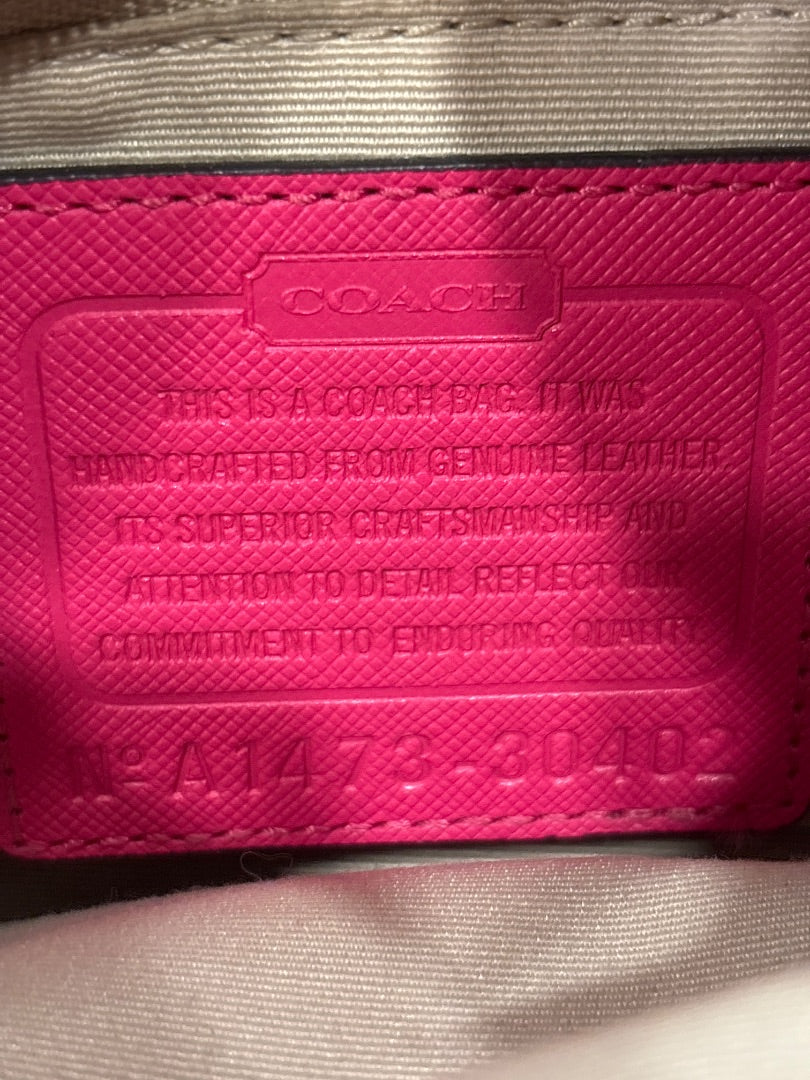 COACH
THIS IS A COACH BAG. IT WAS
HANDCRAFTED FROM GENUINE LEATHER.
ITS SUPERIOR CRAFTSMANSHIP AND
ATTENTION TO DETAIL REFLECT OUR
COMMITMENT TO ENDURING QUALITY.
Nº A1473-30402